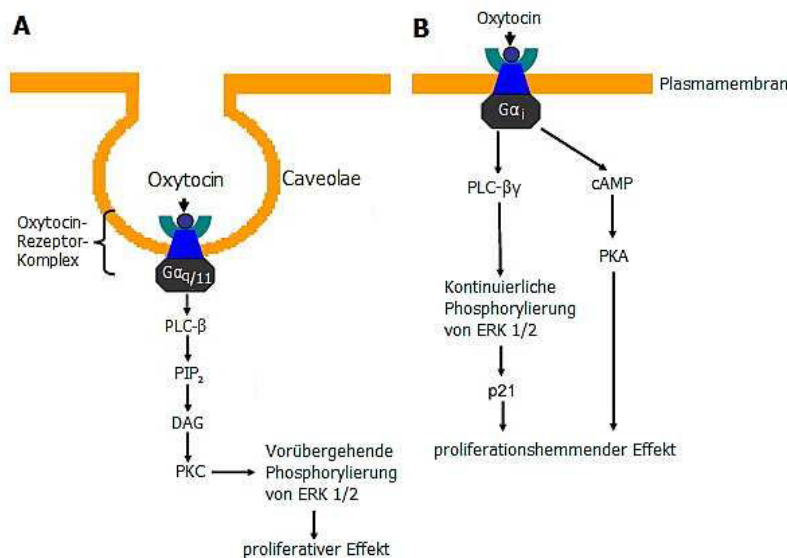 A
Oxytocin
Caveolae
Oxytocin-
Rezeptor-
Komplex
Gαq/11
PLC-β
PIP₂
DAG
PKC
Vorübergehende
Phosphorylierung
von ERK 1/2
proliferativer Effekt
B
Oxytocin
Plasmamembran
Gαi
PLC-βγ
cAMP
PKA
Kontinuierliche
Phosphorylierung
von ERK 1/2
p21
proliferationshemmender Effekt